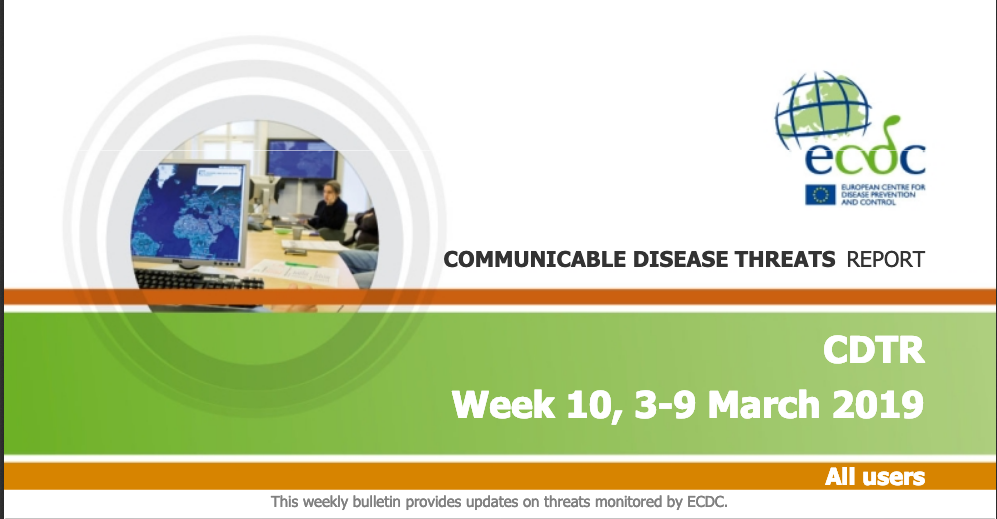 ecdc
EUROPEAN CENTRE FOR
DISEASE PREVENTION
AND CONTROL
COMMUNICABLE DISEASE THREATS REPORT
CDTR
Week 10, 3-9 March 2019
All users
This weekly bulletin provides updates on threats monitored by ECDC.